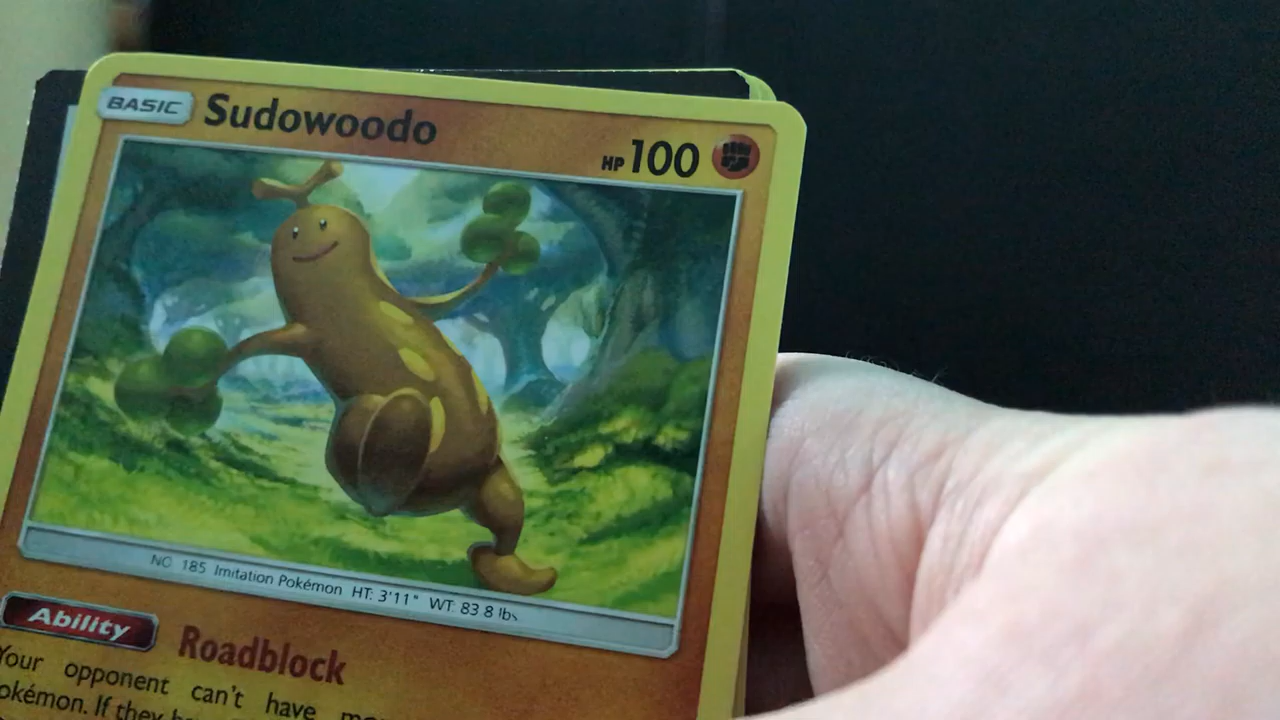 BASIC Sudowoodo HP 100
NO 185 Imitation Pokémon HT: 3'11" WT: 83.8 lbs
Ability Roadblock
Your opponent can't have
Pokémon. If they